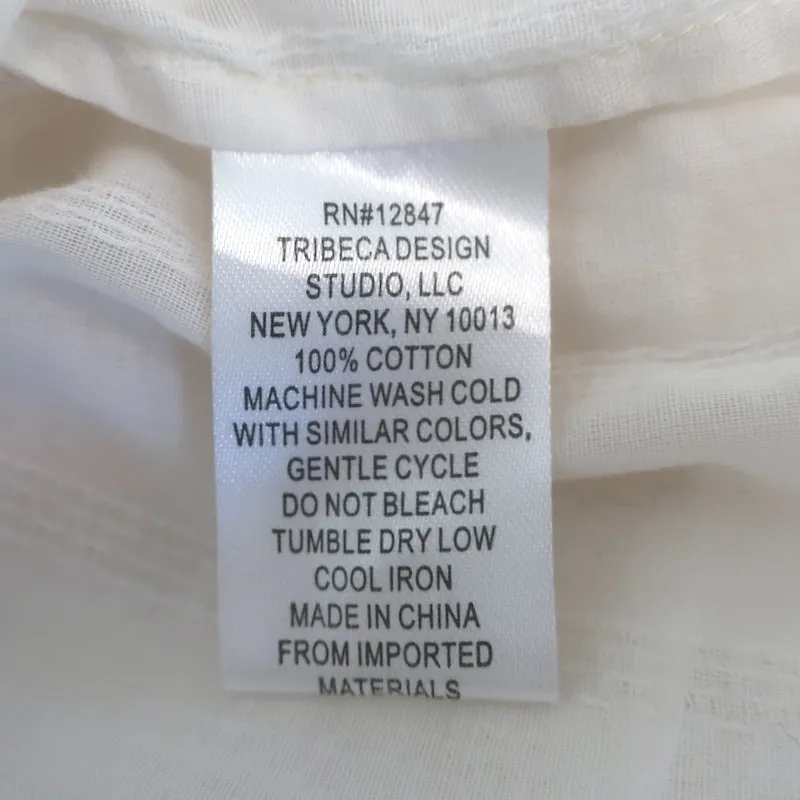 RN#12847
TRIBECA DESIGN
STUDIO, LLC
NEW YORK, NY 10013
100% COTTON
MACHINE WASH COLD
WITH SIMILAR COLORS,
GENTLE CYCLE
DO NOT BLEACH
TUMBLE DRY LOW
COOL IRON
MADE IN CHINA
FROM IMPORTED
MATERIALS